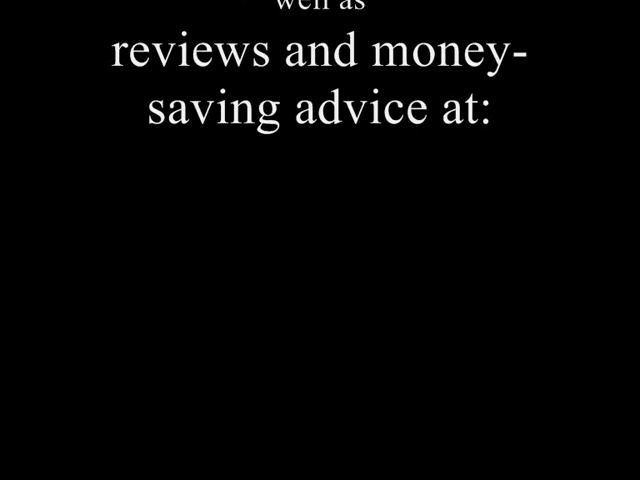 well as
reviews and money-
saving advice at: